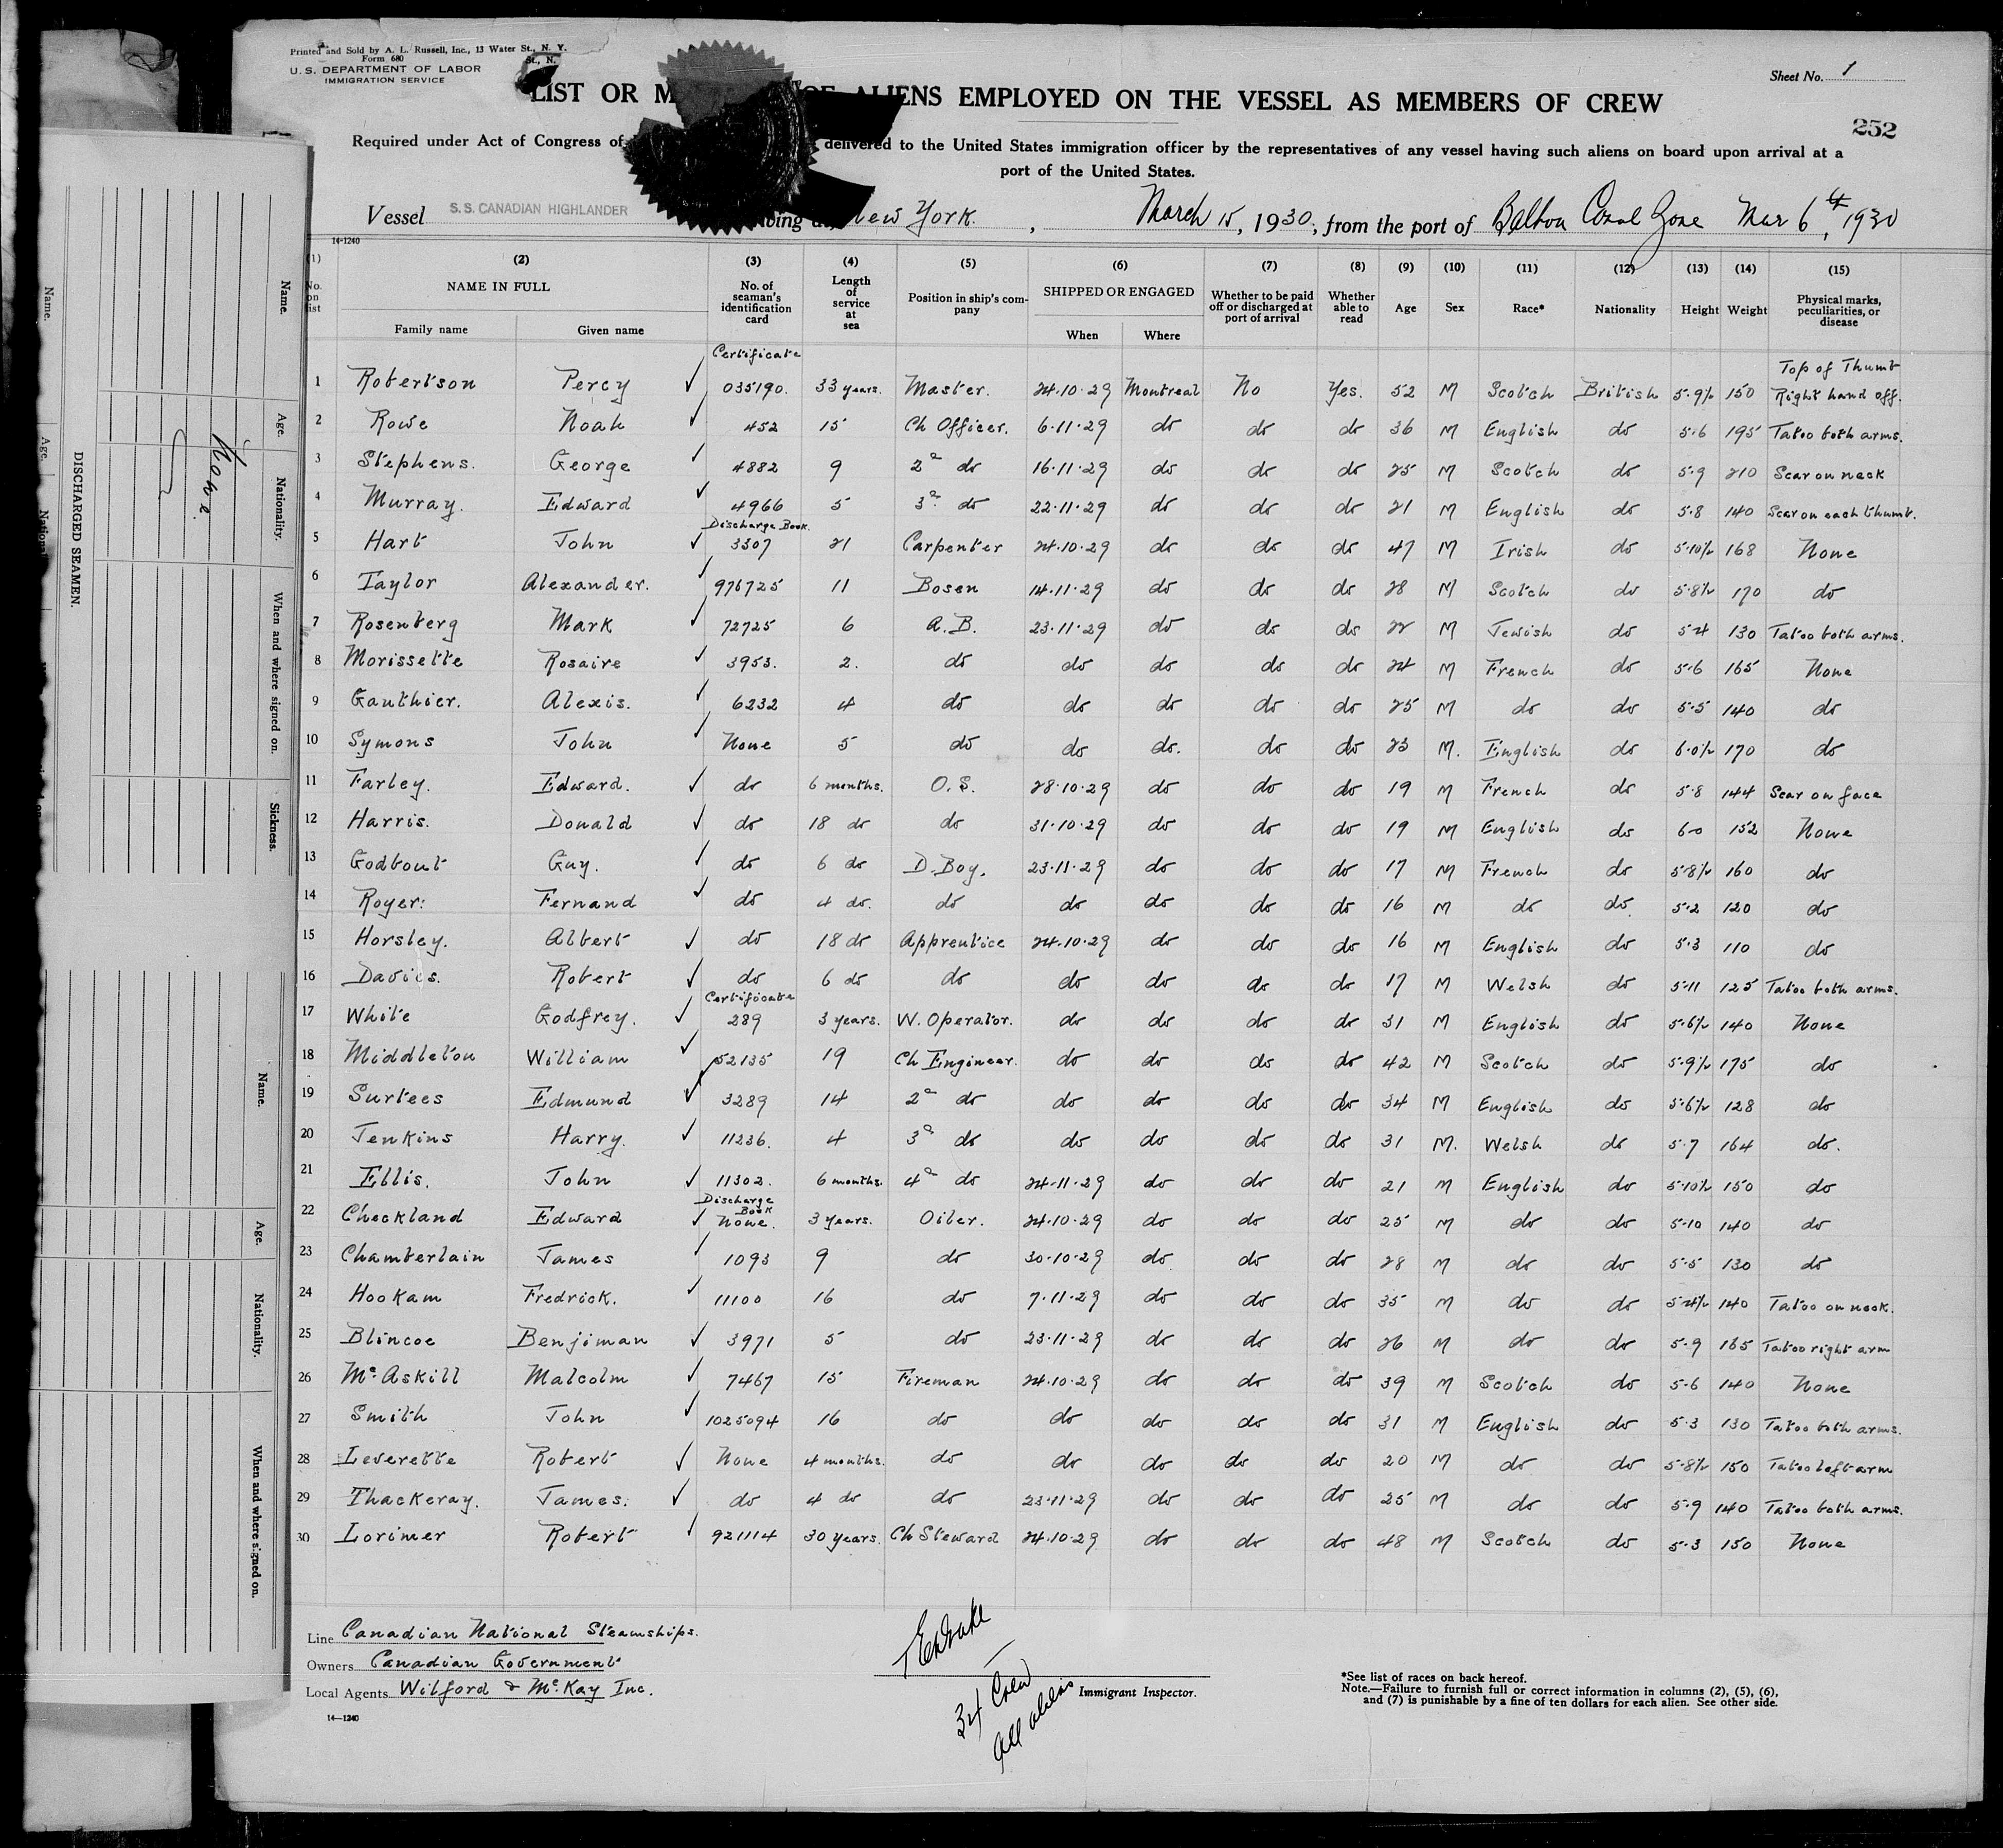 Printed and Sold by A. L. Russell, Inc., 13 Water St., N. Y.
Form 680
St., N.
U. S. DEPARTMENT OF LABOR
IMMIGRATION SERVICE
Sheet No. 1
LIST OR M OF ALIENS EMPLOYED ON THE VESSEL AS MEMBERS OF CREW
252
Required under Act of Congress of delivered to the United States immigration officer by the representatives of any vessel having such aliens on board upon arrival at a
port of the United States.
Vessel S. S. CANADIAN HIGHLANDER New York. , March 15, 1930, from the port of Balboa Canal Zone Mar 6th, 1930
14-1240
(1) (2) (3) (4) (5) (6) (7) (8) (9) (10) (11) (12) (13) (14) (15)
No. on list NAME IN FULL Family name Given name No. of seaman's identification card Length of service at sea Position in ship's company SHIPPED OR ENGAGED When Where Whether to be paid off or discharged at port of arrival Whether able to read Age Sex Race* Nationality Height Weight Physical marks, peculiarities, or disease
Certificate Top of Thumb
1 Robertson Percy ✓ 035190. 33 years. Master. 24.10.29 Montreal No Yes. 52 M Scotch British 5.9½ 150 Right hand off.
2 Rowe Noah ✓ 452 15 Ch Officer. 6.11.29 do do do 36 M English do 5.6 195 Tatoo both arms.
3 Stephens. George ✓ 4882 9 2d do 16.11.29 do do do 25 M Scotch do 5.9 210 Scar on neck
4 Murray. Edward ✓ 4966 5 3d do 22.11.29 do do do 21 M English do 5.8 140 Scar on each thumb.
Discharge Book.
5 Hart John ✓ 3307 21 Carpenter 24.10.29 do do do 47 M Irish do 5.10½ 168 None
6 Taylor Alexander. ✓ 976725 11 Bosen 14.11.29 do do do 28 M Scotch do 5.8½ 170 do
7 Rosenberg Mark ✓ 72725 6 A.B. 23.11.29 do do do 22 M Jewish do 5.4 130 Tatoo both arms.
8 Morissette Rosaire ✓ 3953. 2. do do do do do 24 M French do 5.6 165 None
9 Gauthier. Alexis. ✓ 6232 4 do do do do do 25 M do do 5.5 140 do
10 Symons John ✓ None 5 do do do. do do 23 M. English do 6.0½ 170 do
11 Farley. Edward. ✓ do 6 months. O.S. 28.10.29 do do do 19 M French do 5.8 144 Scar on face
12 Harris. Donald ✓ do 18 do do 31.10.29 do do do 19 M English do 6-0 152 None
13 Godbout Guy. ✓ do 6 do D.Boy. 23.11.29 do do do 17 M French do 5.8½ 160 do
14 Royer: Fernand ✓ do 4 do. do do do do do 16 M do do. 5.2 120 do
15 Horsley. Albert ✓ do 18 do Apprentice 24.10.29 do do do 16 M English do 5.3 110 do
16 Davies. Robert ✓ do 6 do do do do do do 17 M Welsh do 5.11 125 Tatoo both arms.
Certificate
17 White Godfrey. ✓ 289 3 years. W. Operator. do do do do 31 M English do 5.6½ 140 None
18 Middleton William ✓ 52135 19 Ch Engineer. do do do do 42 M Scotch do 5.9½ 175 do
19 Surtees Edmund ✓ 3289 14 2d do do do do do 34 M English do 5.6½ 128 do
20 Jenkins Harry. ✓ 11236. 4 3d do do do do do 31 M. Welsh do 5.7 164 do.
21 Ellis. John ✓ 11302. 6 months. 4th do 24.11.29 do do do 21 M English do 5.10½ 150 do
Discharge Book
22 Checkland Edward ✓ None. 3 years. Oiler. 24.10.29 do do do 25 M do do 5.10 140 do
23 Chamberlain James ✓ 1093 9 do 30.10.29 do do do 28 M do do 5.5 130 do
24 Hookam Fredrick. ✓ 11100 16 do 7.11.29 do do do 35 M do do 5.4½ 140 Tatoo on neck.
25 Blincoe Benjiman ✓ 3971 5 do 23.11.29 do do do 26 M do do 5.9 165 Tatoo right arm
26 McAskill Malcolm ✓ 7467 15 Fireman 24.10.29 do do do 39 M Scotch do 5.6 140 None
27 Smith John ✓ 1025094 16 do do do do do 31 M English do 5.3 130 Tatoo both arms.
28 Leverette Robert ✓ None 4 months. do do do do do 20 M do do 5.8½ 150 Tatoo left arm
29 Thackeray. James. ✓ do 4 do do 23.11.29 do do do 25 M do do 5.9 140 Tatoo both arms.
30 Lorimer Robert ✓ 921114 30 years. Ch Steward 24.10.29 do do do 48 M Scotch do 5.3 150 None
Line Canadian National Steamships.
Owners Canadian Government
Local Agents Wilford & McKay Inc.
14—1240
34 Crew
All aliens
Immigrant Inspector.
*See list of races on back hereof.
Note.—Failure to furnish full or correct information in columns (2), (5), (6),
and (7) is punishable by a fine of ten dollars for each alien. See other side.
DISCHARGED SEAMEN.
Name. Age. Nationality. When and where signed on. Sickness.
None
Name. Age. Nationality. When and where signed on.
Name. Age.